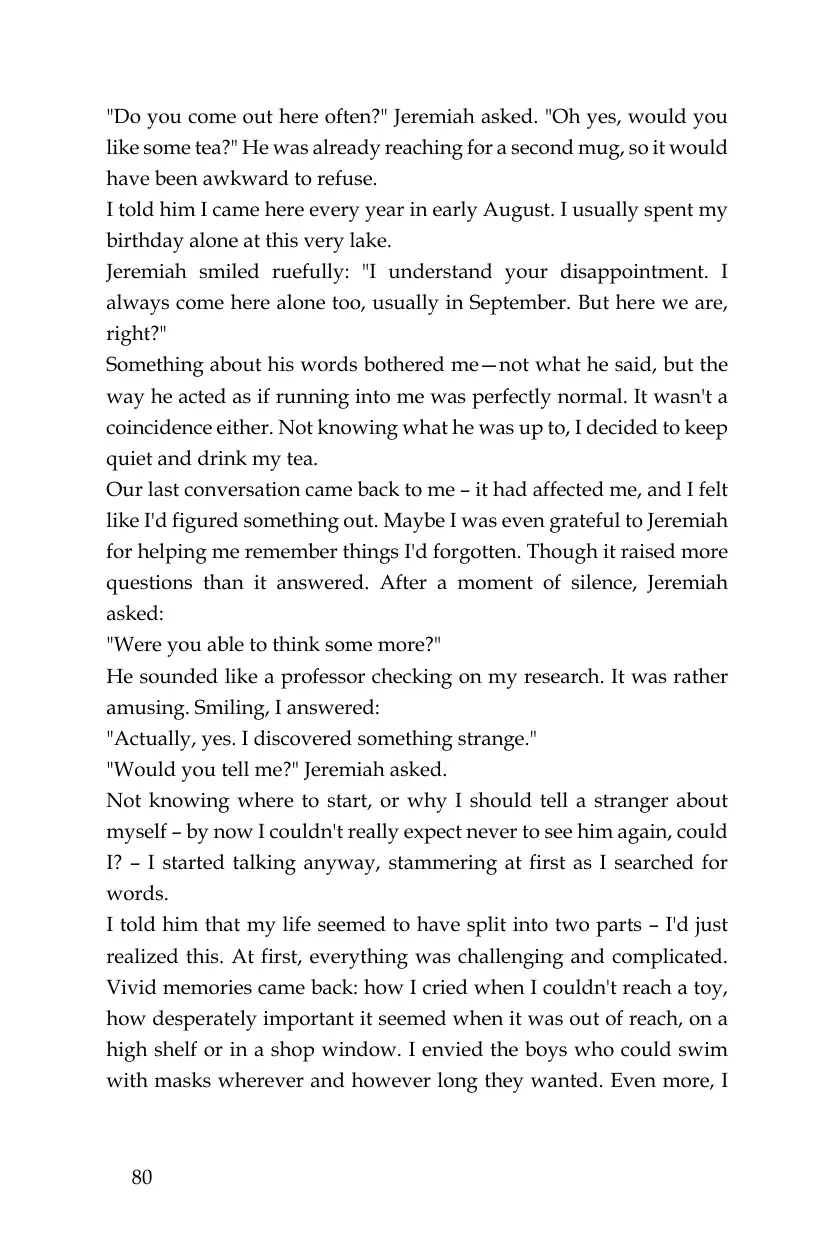 "Do you come out here often?" Jeremiah asked. "Oh yes, would you
like some tea?" He was already reaching for a second mug, so it would
have been awkward to refuse.
I told him I came here every year in early August. I usually spent my
birthday alone at this very lake.
Jeremiah smiled ruefully: "I understand your disappointment. I
always come here alone too, usually in September. But here we are,
right?"
Something about his words bothered me—not what he said, but the
way he acted as if running into me was perfectly normal. It wasn't a
coincidence either. Not knowing what he was up to, I decided to keep
quiet and drink my tea.
Our last conversation came back to me – it had affected me, and I felt
like I'd figured something out. Maybe I was even grateful to Jeremiah
for helping me remember things I'd forgotten. Though it raised more
questions than it answered. After a moment of silence, Jeremiah
asked:
"Were you able to think some more?"
He sounded like a professor checking on my research. It was rather
amusing. Smiling, I answered:
"Actually, yes. I discovered something strange."
"Would you tell me?" Jeremiah asked.
Not knowing where to start, or why I should tell a stranger about
myself – by now I couldn't really expect never to see him again, could
I? – I started talking anyway, stammering at first as I searched for
words.
I told him that my life seemed to have split into two parts – I'd just
realized this. At first, everything was challenging and complicated.
Vivid memories came back: how I cried when I couldn't reach a toy,
how desperately important it seemed when it was out of reach, on a
high shelf or in a shop window. I envied the boys who could swim
with masks wherever and however long they wanted. Even more, I
80